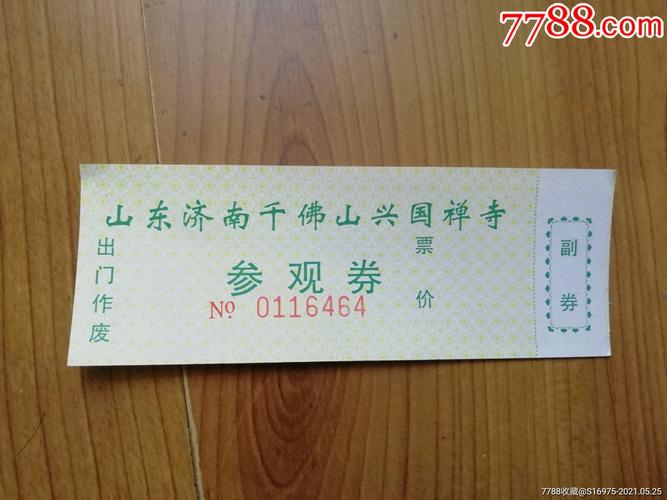 7788.com
山东济南千佛山兴国禅寺
出门作废
参观券
票价
№ 0116464
副券
7788收藏@S16975-2021.05.25